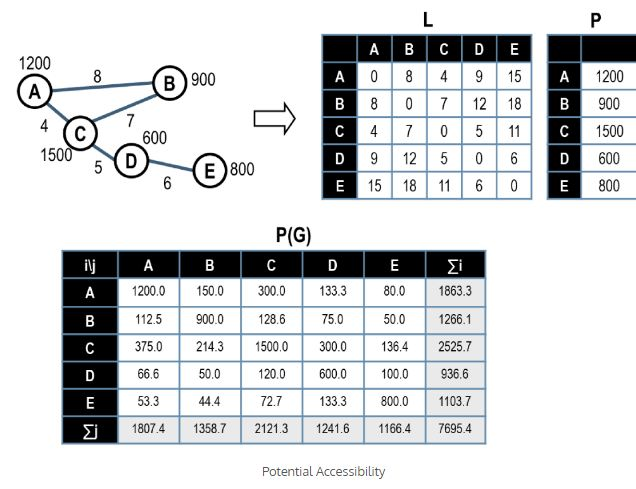 L
P
1200
A
8
B
900
4
7
C
1500
5
600
D
6
E
800
A B C D E
A 0 8 4 9 15
B 8 0 7 12 18
C 4 7 0 5 11
D 9 12 5 0 6
E 15 18 11 6 0
A 1200
B 900
C 1500
D 600
E 800
P(G)
i\j A B C D E ∑i
A 1200.0 150.0 300.0 133.3 80.0 1863.3
B 112.5 900.0 128.6 75.0 50.0 1266.1
C 375.0 214.3 1500.0 300.0 136.4 2525.7
D 66.6 50.0 120.0 600.0 100.0 936.6
E 53.3 44.4 72.7 133.3 800.0 1103.7
∑j 1807.4 1358.7 2121.3 1241.6 1166.4 7695.4
Potential Accessibility